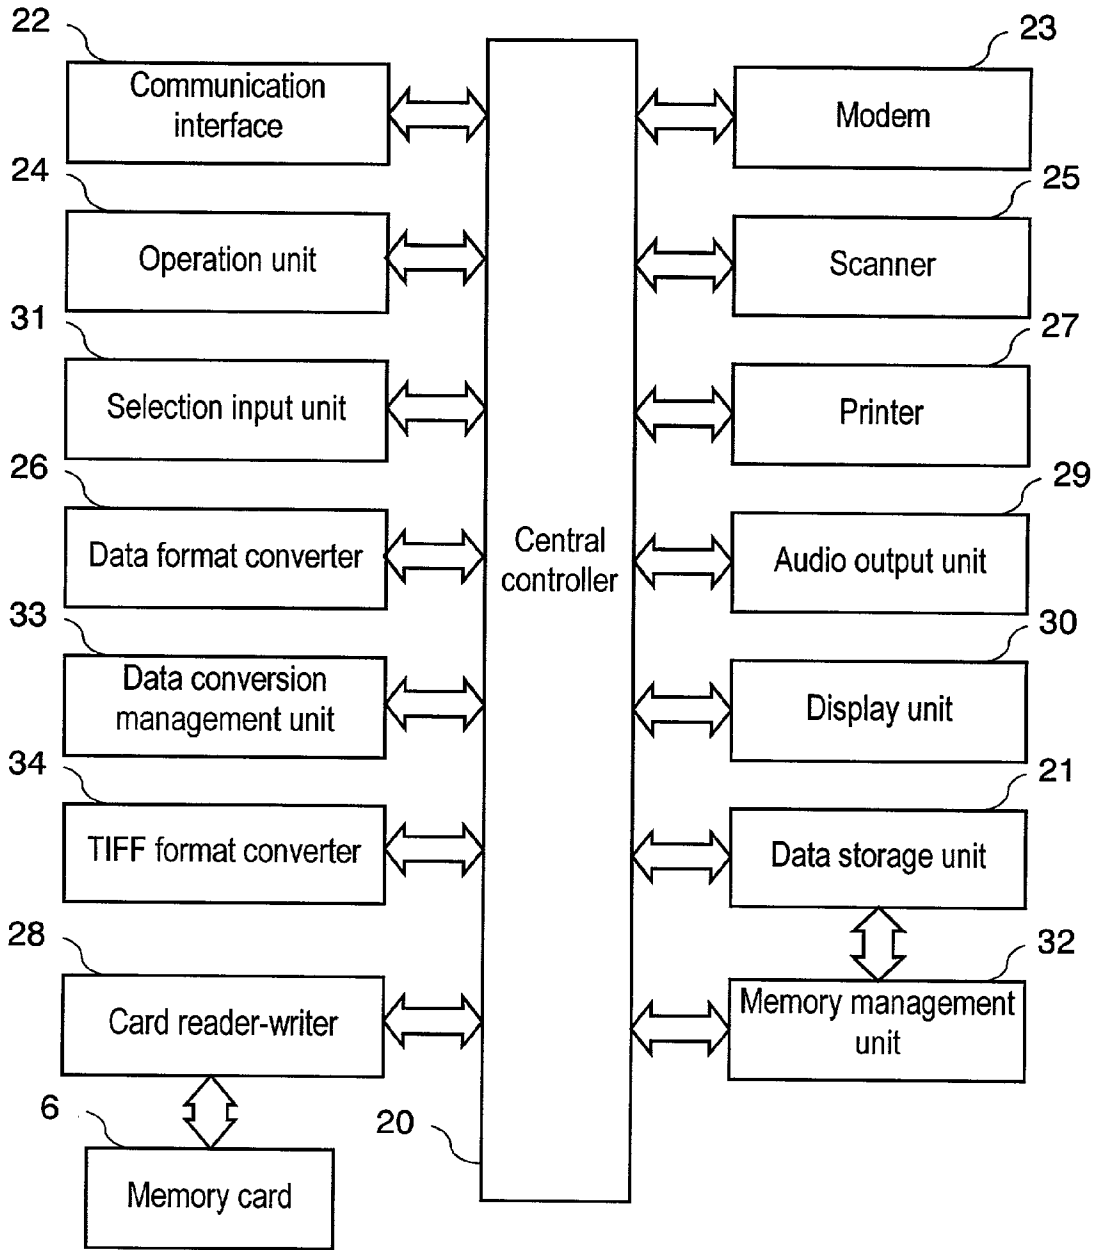 22
Communication
interface
23
Modem
24
Operation unit
25
Scanner
31
Selection input unit
27
Printer
26
Data format converter
29
Audio output unit
Central
controller
33
Data conversion
management unit
30
Display unit
34
TIFF format converter
21
Data storage unit
28
Card reader-writer
32
Memory management
unit
6
Memory card
20